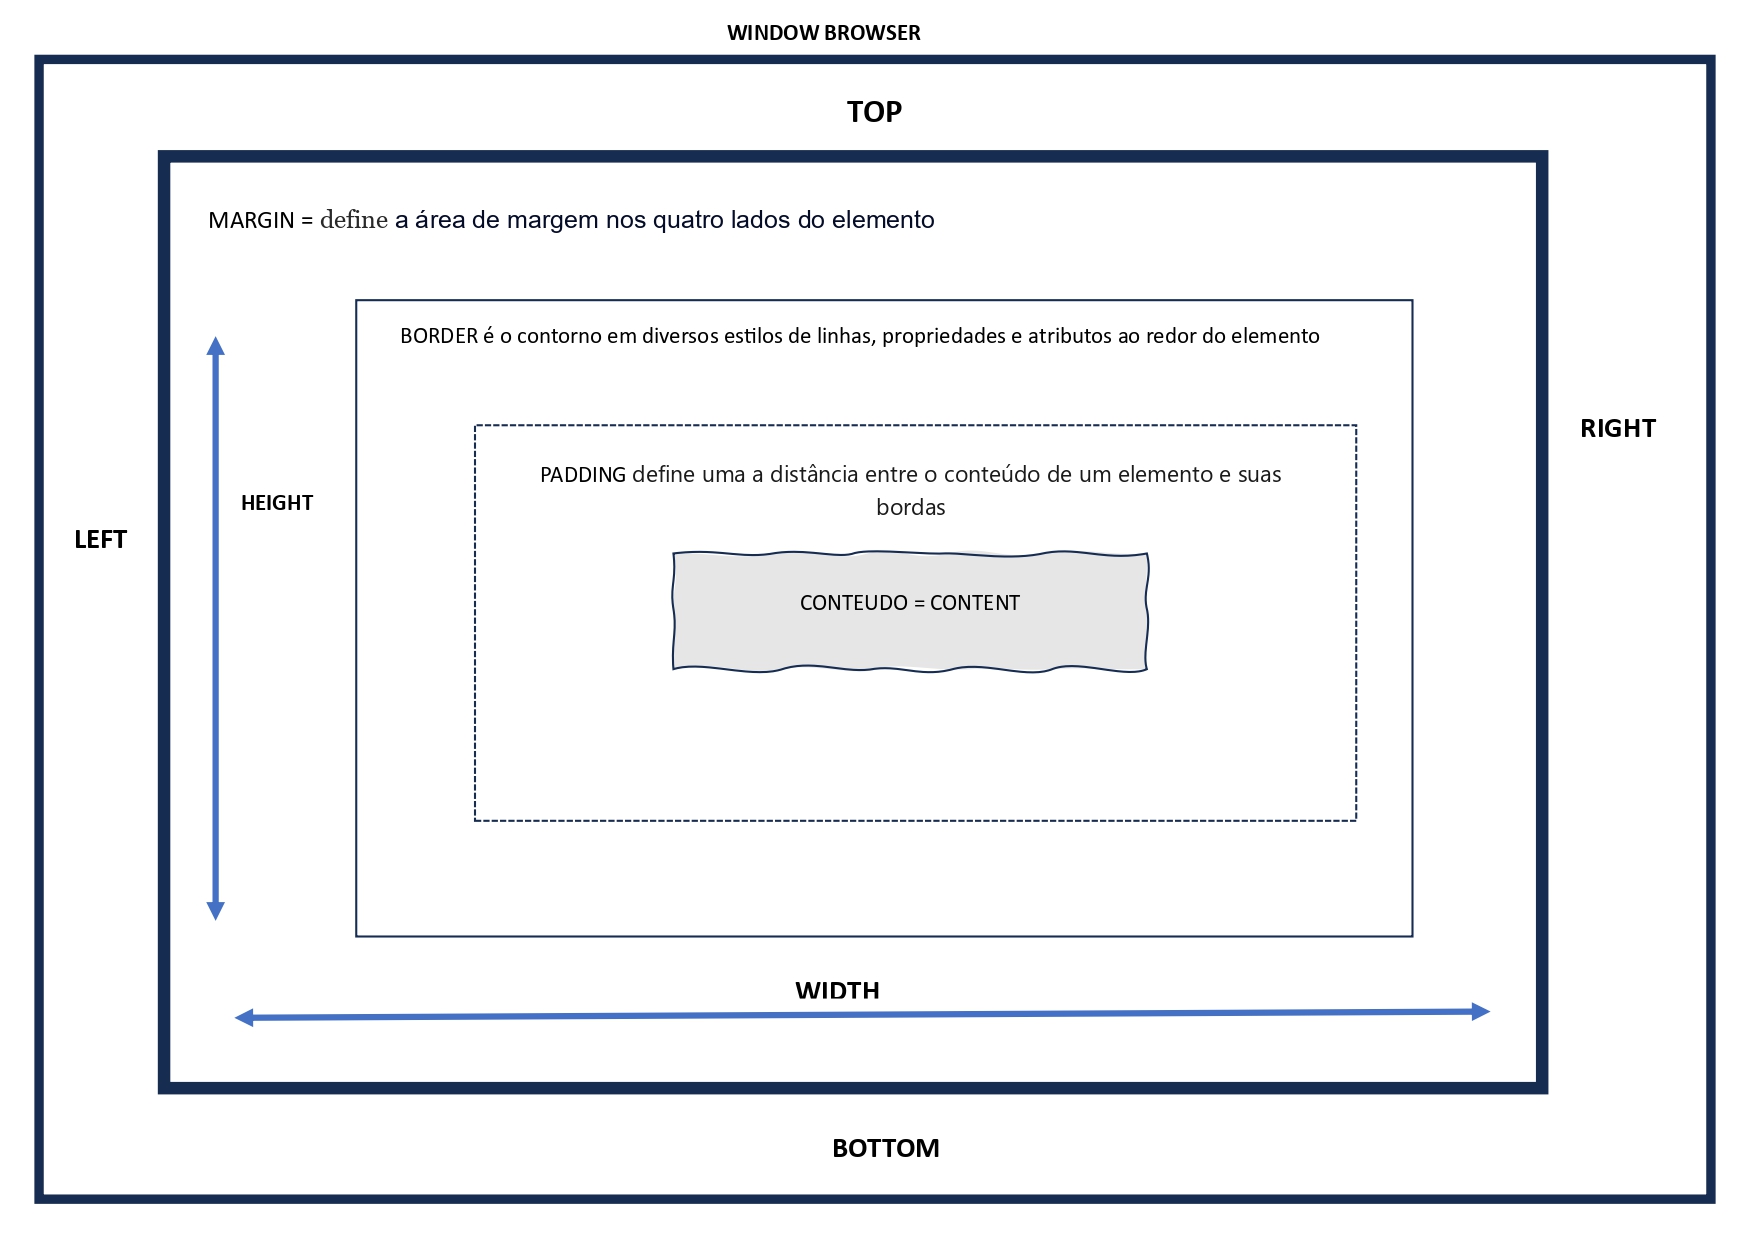 WINDOW BROWSER
TOP
MARGIN = define a área de margem nos quatro lados do elemento
BORDER é o contorno em diversos estilos de linhas, propriedades e atributos ao redor do elemento
RIGHT
PADDING define uma a distância entre o conteúdo de um elemento e suas
bordas
HEIGHT
LEFT
CONTEUDO = CONTENT
WIDTH
BOTTOM